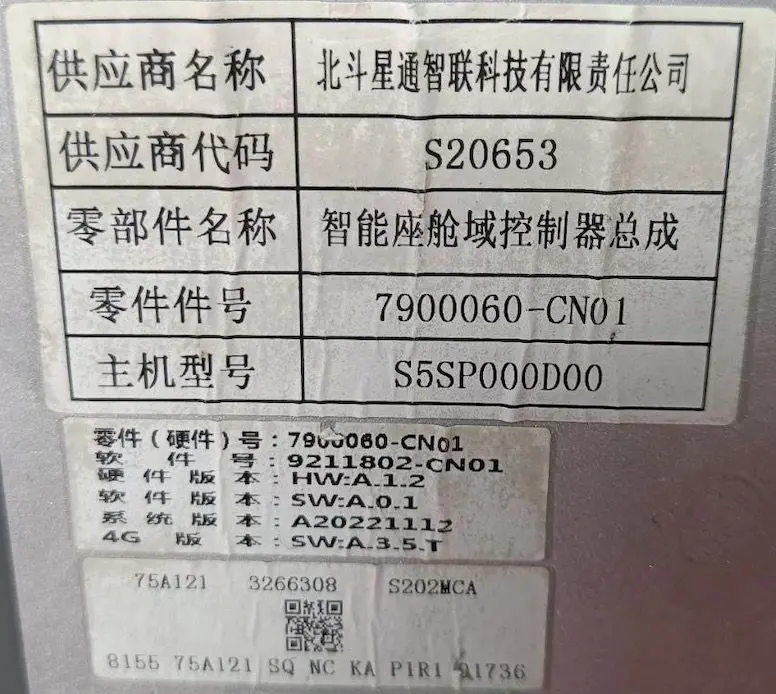 供应商名称 北斗星通智联科技有限责任公司
供应商代码 S20653
零部件名称 智能座舱域控制器总成
零件件号 7900060-CN01
主机型号 S5SP000D00
零件(硬件)号:7900060-CN01
软件号:9211802-CN01
硬件版本:HW:A.1.2
软件版本:SW:A.0.1
系统版本:A20221112
4G版本:SW:A.3.5.T
75A121 3266308 S202MCA
8155 75A121 SQ NC KA P1R1 21736